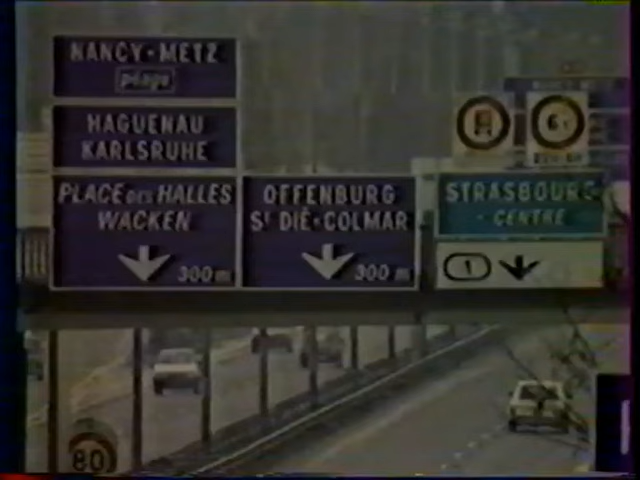 NANCY-METZ
péage
HAGUENAU
KARLSRUHE
PLACE DES HALLES
WACKEN
300 m
OFFENBURG
St DIÉ-COLMAR
300 m
STRASBOURG
-CENTRE
1
6t
80